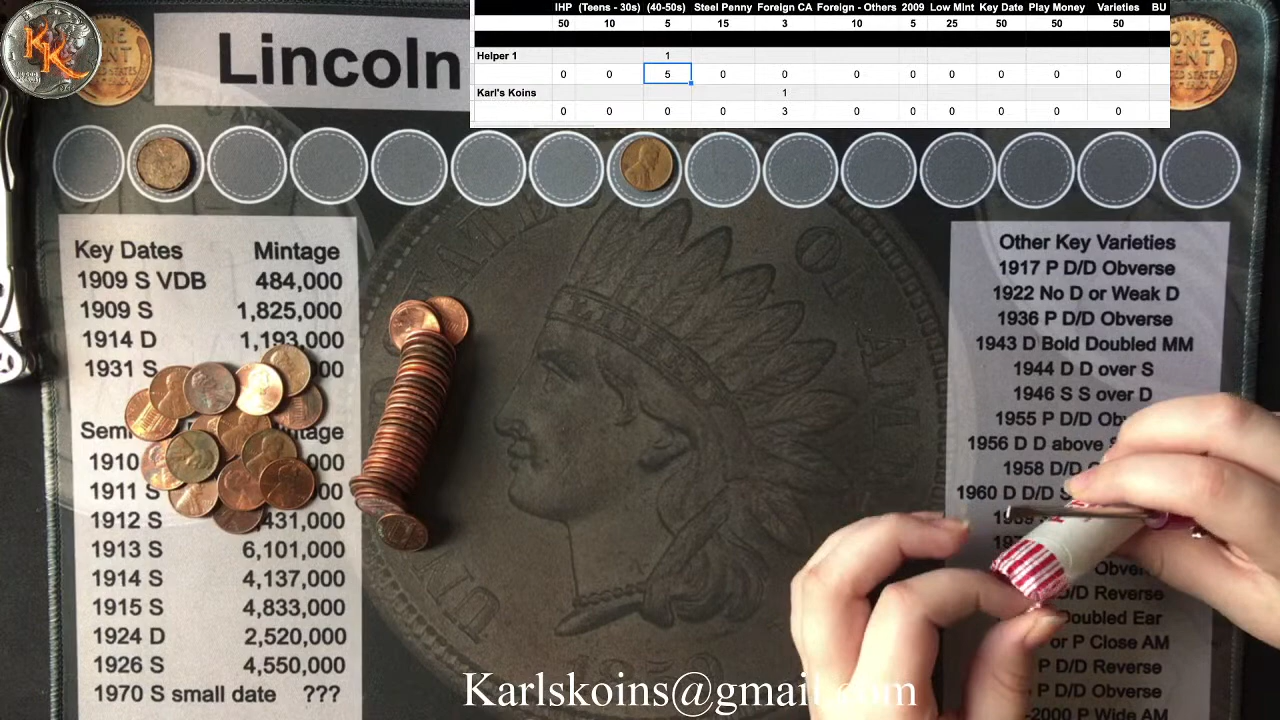 IHP (Teens - 30s) (40-50s) Steel Penny Foreign CA Foreign - Others 2009 Low Mint Key Date Play Money Varieties BU
50 10 5 15 3 10 5 25 50 50 50
Helper 1 1
0 0 5 0 0 0 0 0 0 0 0
Karl's Koins 1
0 0 0 0 3 0 0 0 0 0 0
KK
Lincoln
Key Dates Mintage
1909 S VDB 484,000
1909 S 1,825,000
1914 D 1,193,000
1931 S
1910
1911 S
1912 S 431,000
1913 S 6,101,000
1914 S 4,137,000
1915 S 4,833,000
1924 D 2,520,000
1926 S 4,550,000
1970 S small date ???
Other Key Varieties
1917 P D/D Obverse
1922 No D or Weak D
1936 P D/D Obverse
1943 D Bold Doubled MM
1944 D D over S
1946 S S over D
1955 P D/D
1956 D D above
1958 D/D
1960 D D/D
D/D Reverse
Doubled Ear
or P Close AM
P D/D Reverse
P D/D Obverse
-2000 P Wide AM
Karlskoins@gmail.com